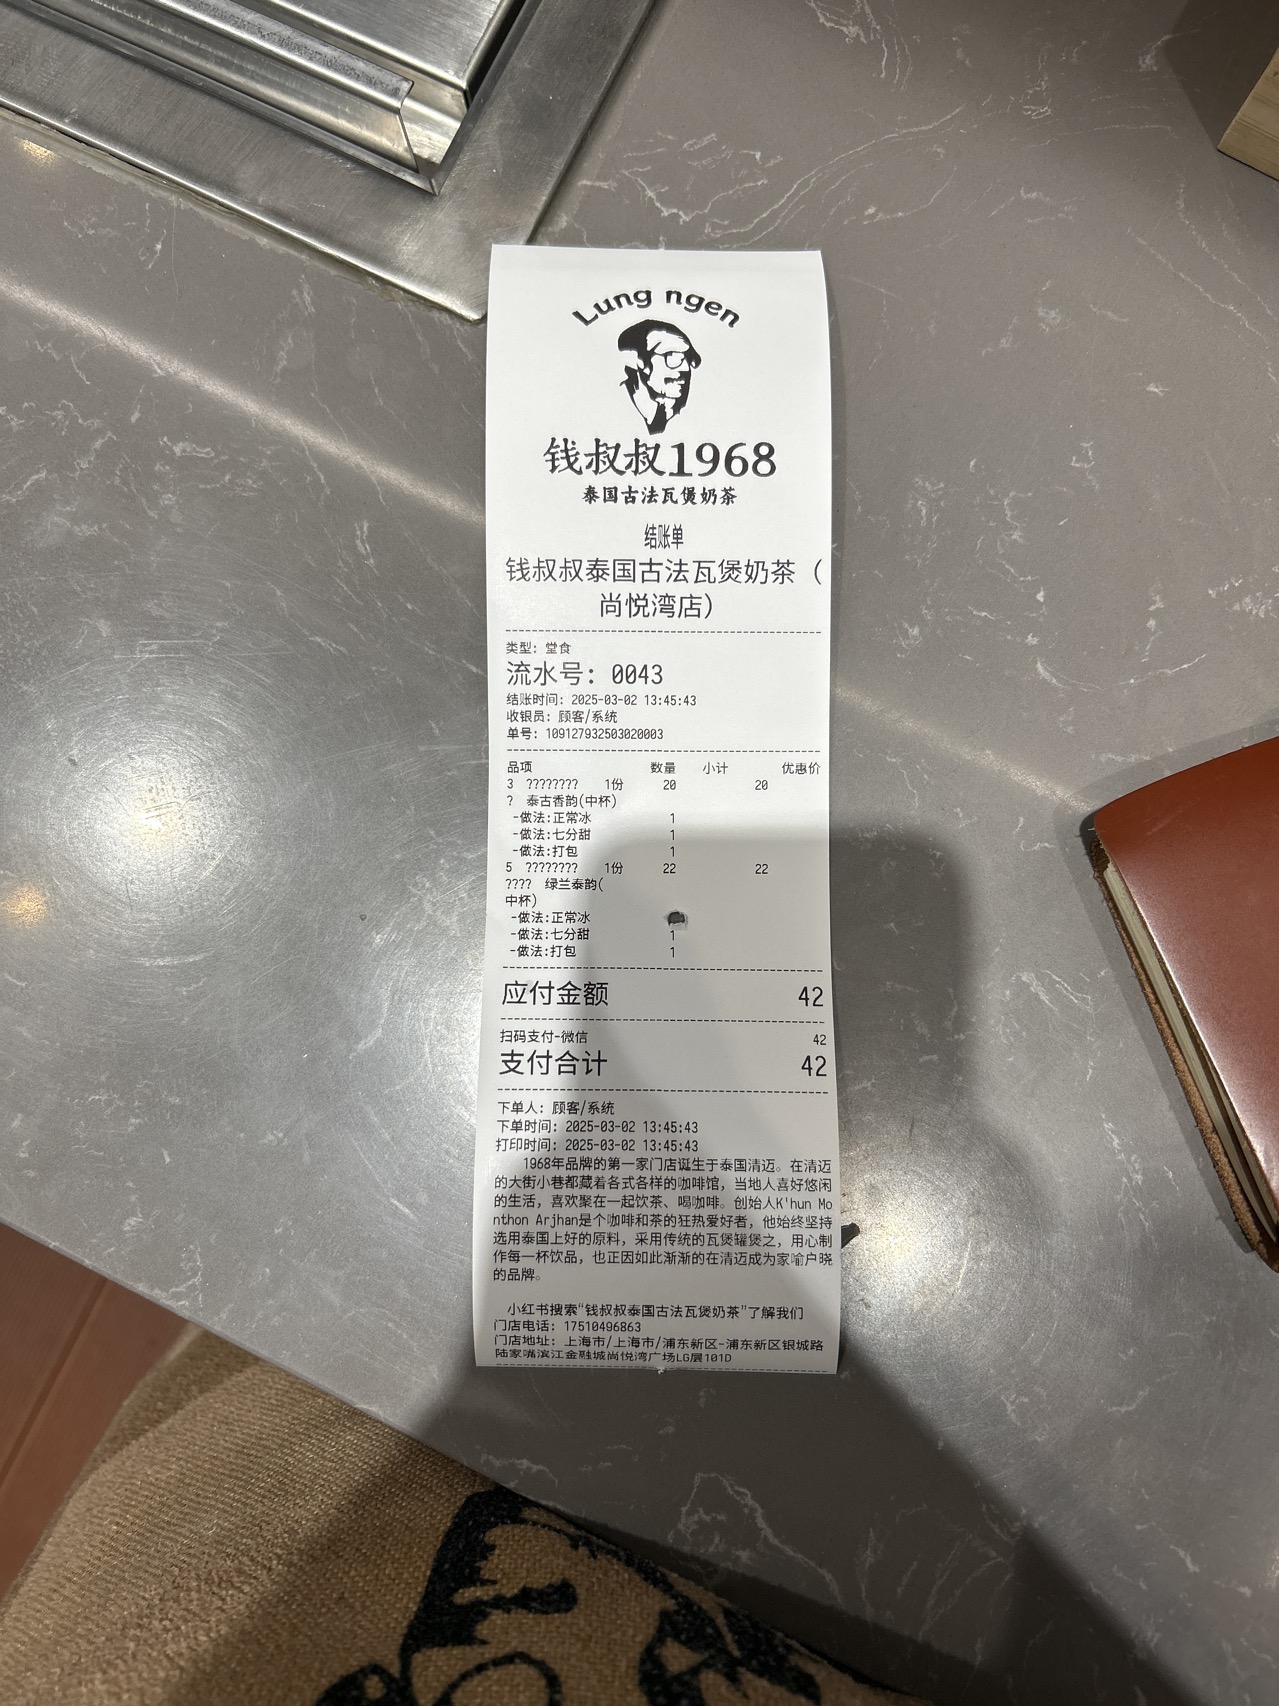 Lung ngen
钱叔叔1968
泰国古法瓦煲奶茶
结账单
钱叔叔泰国古法瓦煲奶茶（
尚悦湾店）
类型：堂食
流水号：0043
结账时间：2025-03-02 13:45:43
收银员：顾客/系统
单号：109127932503020003
品项 数量 小计 优惠价
3 ???????? 1份 20 20
? 泰古香韵(中杯)
-做法:正常冰 1
-做法:七分甜 1
-做法:打包 1
5 ???????? 1份 22 22
???? 绿兰泰韵(
中杯)
-做法:正常冰
-做法:七分甜 1
-做法:打包 1
应付金额 42
扫码支付-微信 42
支付合计 42
下单人：顾客/系统
下单时间：2025-03-02 13:45:43
打印时间：2025-03-02 13:45:43
1968年品牌的第一家门店诞生于泰国清迈。在清迈
的大街小巷都藏着各式各样的咖啡馆，当地人喜好悠闲
的生活，喜欢聚在一起饮茶、喝咖啡。创始人K'hun Mo
nthon Arjhan是个咖啡和茶的狂热爱好者，他始终坚持
选用泰国上好的原料，采用传统的瓦煲罐煲之，用心制
作每一杯饮品，也正因如此渐渐的在清迈成为家喻户晓
的品牌。
小红书搜索“钱叔叔泰国古法瓦煲奶茶”了解我们
门店电话：17510496863
门店地址：上海市/上海市/浦东新区-浦东新区银城路
陆家嘴滨江金融城尚悦湾广场LG层101D